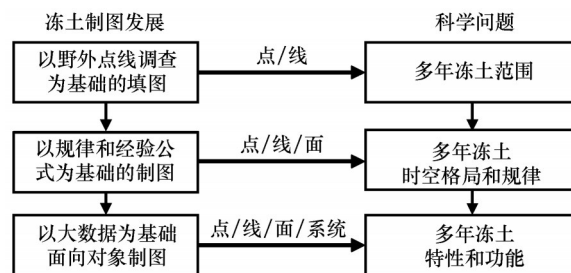 冻土制图发展
科学问题
以野外点线调查
为基础的填图
点/线
多年冻土范围
以规律和经验公
式为基础的制图
点/线/面
多年冻土
时空格局和规律
以大数据为基础
面向对象制图
点/线/面/系统
多年冻土
特性和功能